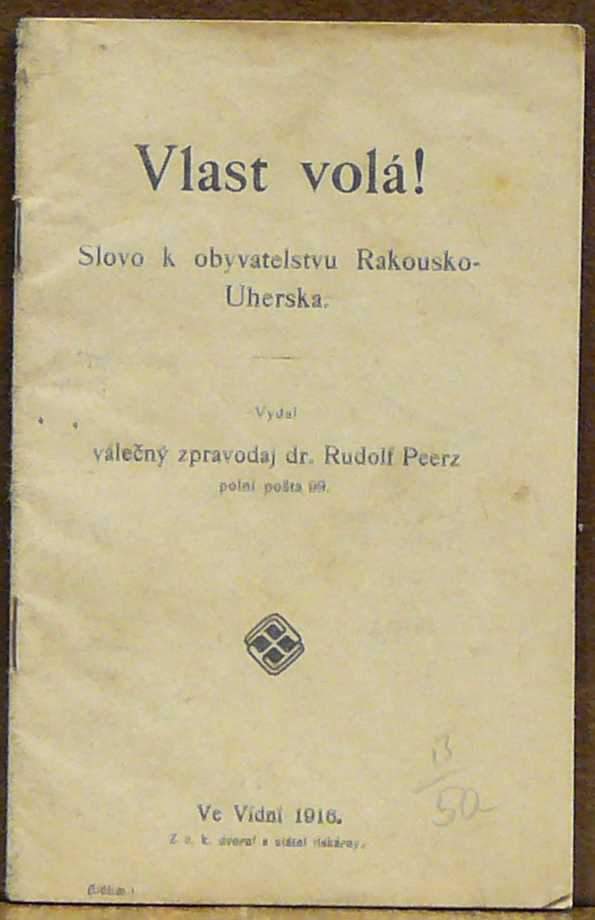 Vlast volá!
Slovo k obyvatelstvu Rakousko-
Uherska.
Vydal
válečný zpravodaj dr. Rudolf Peerz
polní pošta 99.
Ve Vídni 1916.
Z c. k. dvorní a státní tiskárny.
B
50-